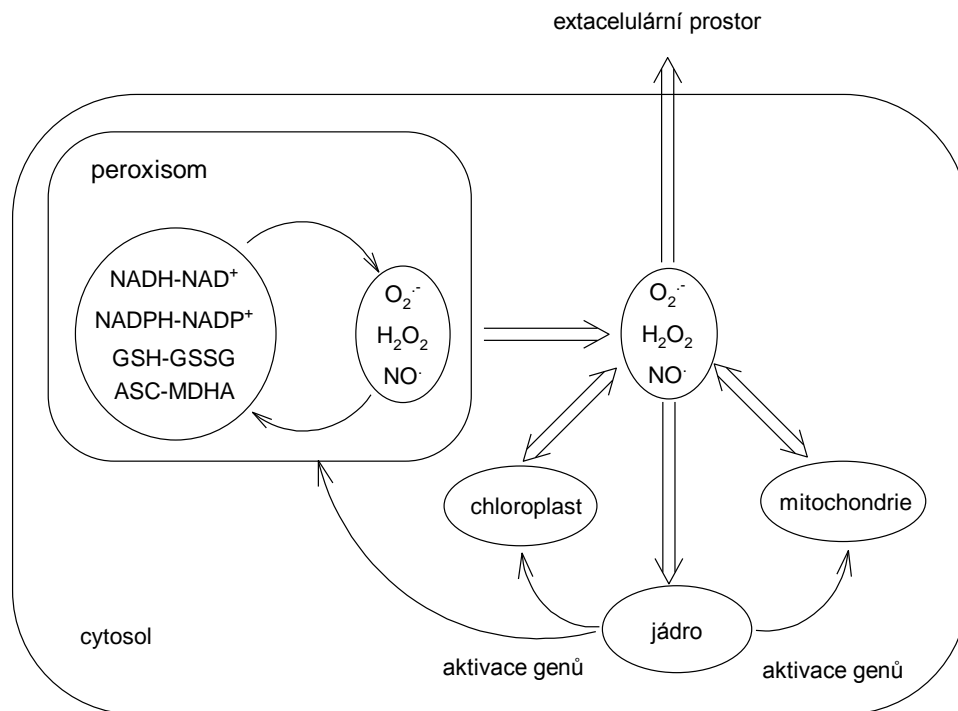 extacelulární prostor
peroxisom
NADH-NAD⁺
NADPH-NADP⁺
GSH-GSSG
ASC-MDHA
O₂·⁻
H₂O₂
NO·
O₂·⁻
H₂O₂
NO·
chloroplast
mitochondrie
jádro
cytosol
aktivace genů
aktivace genů